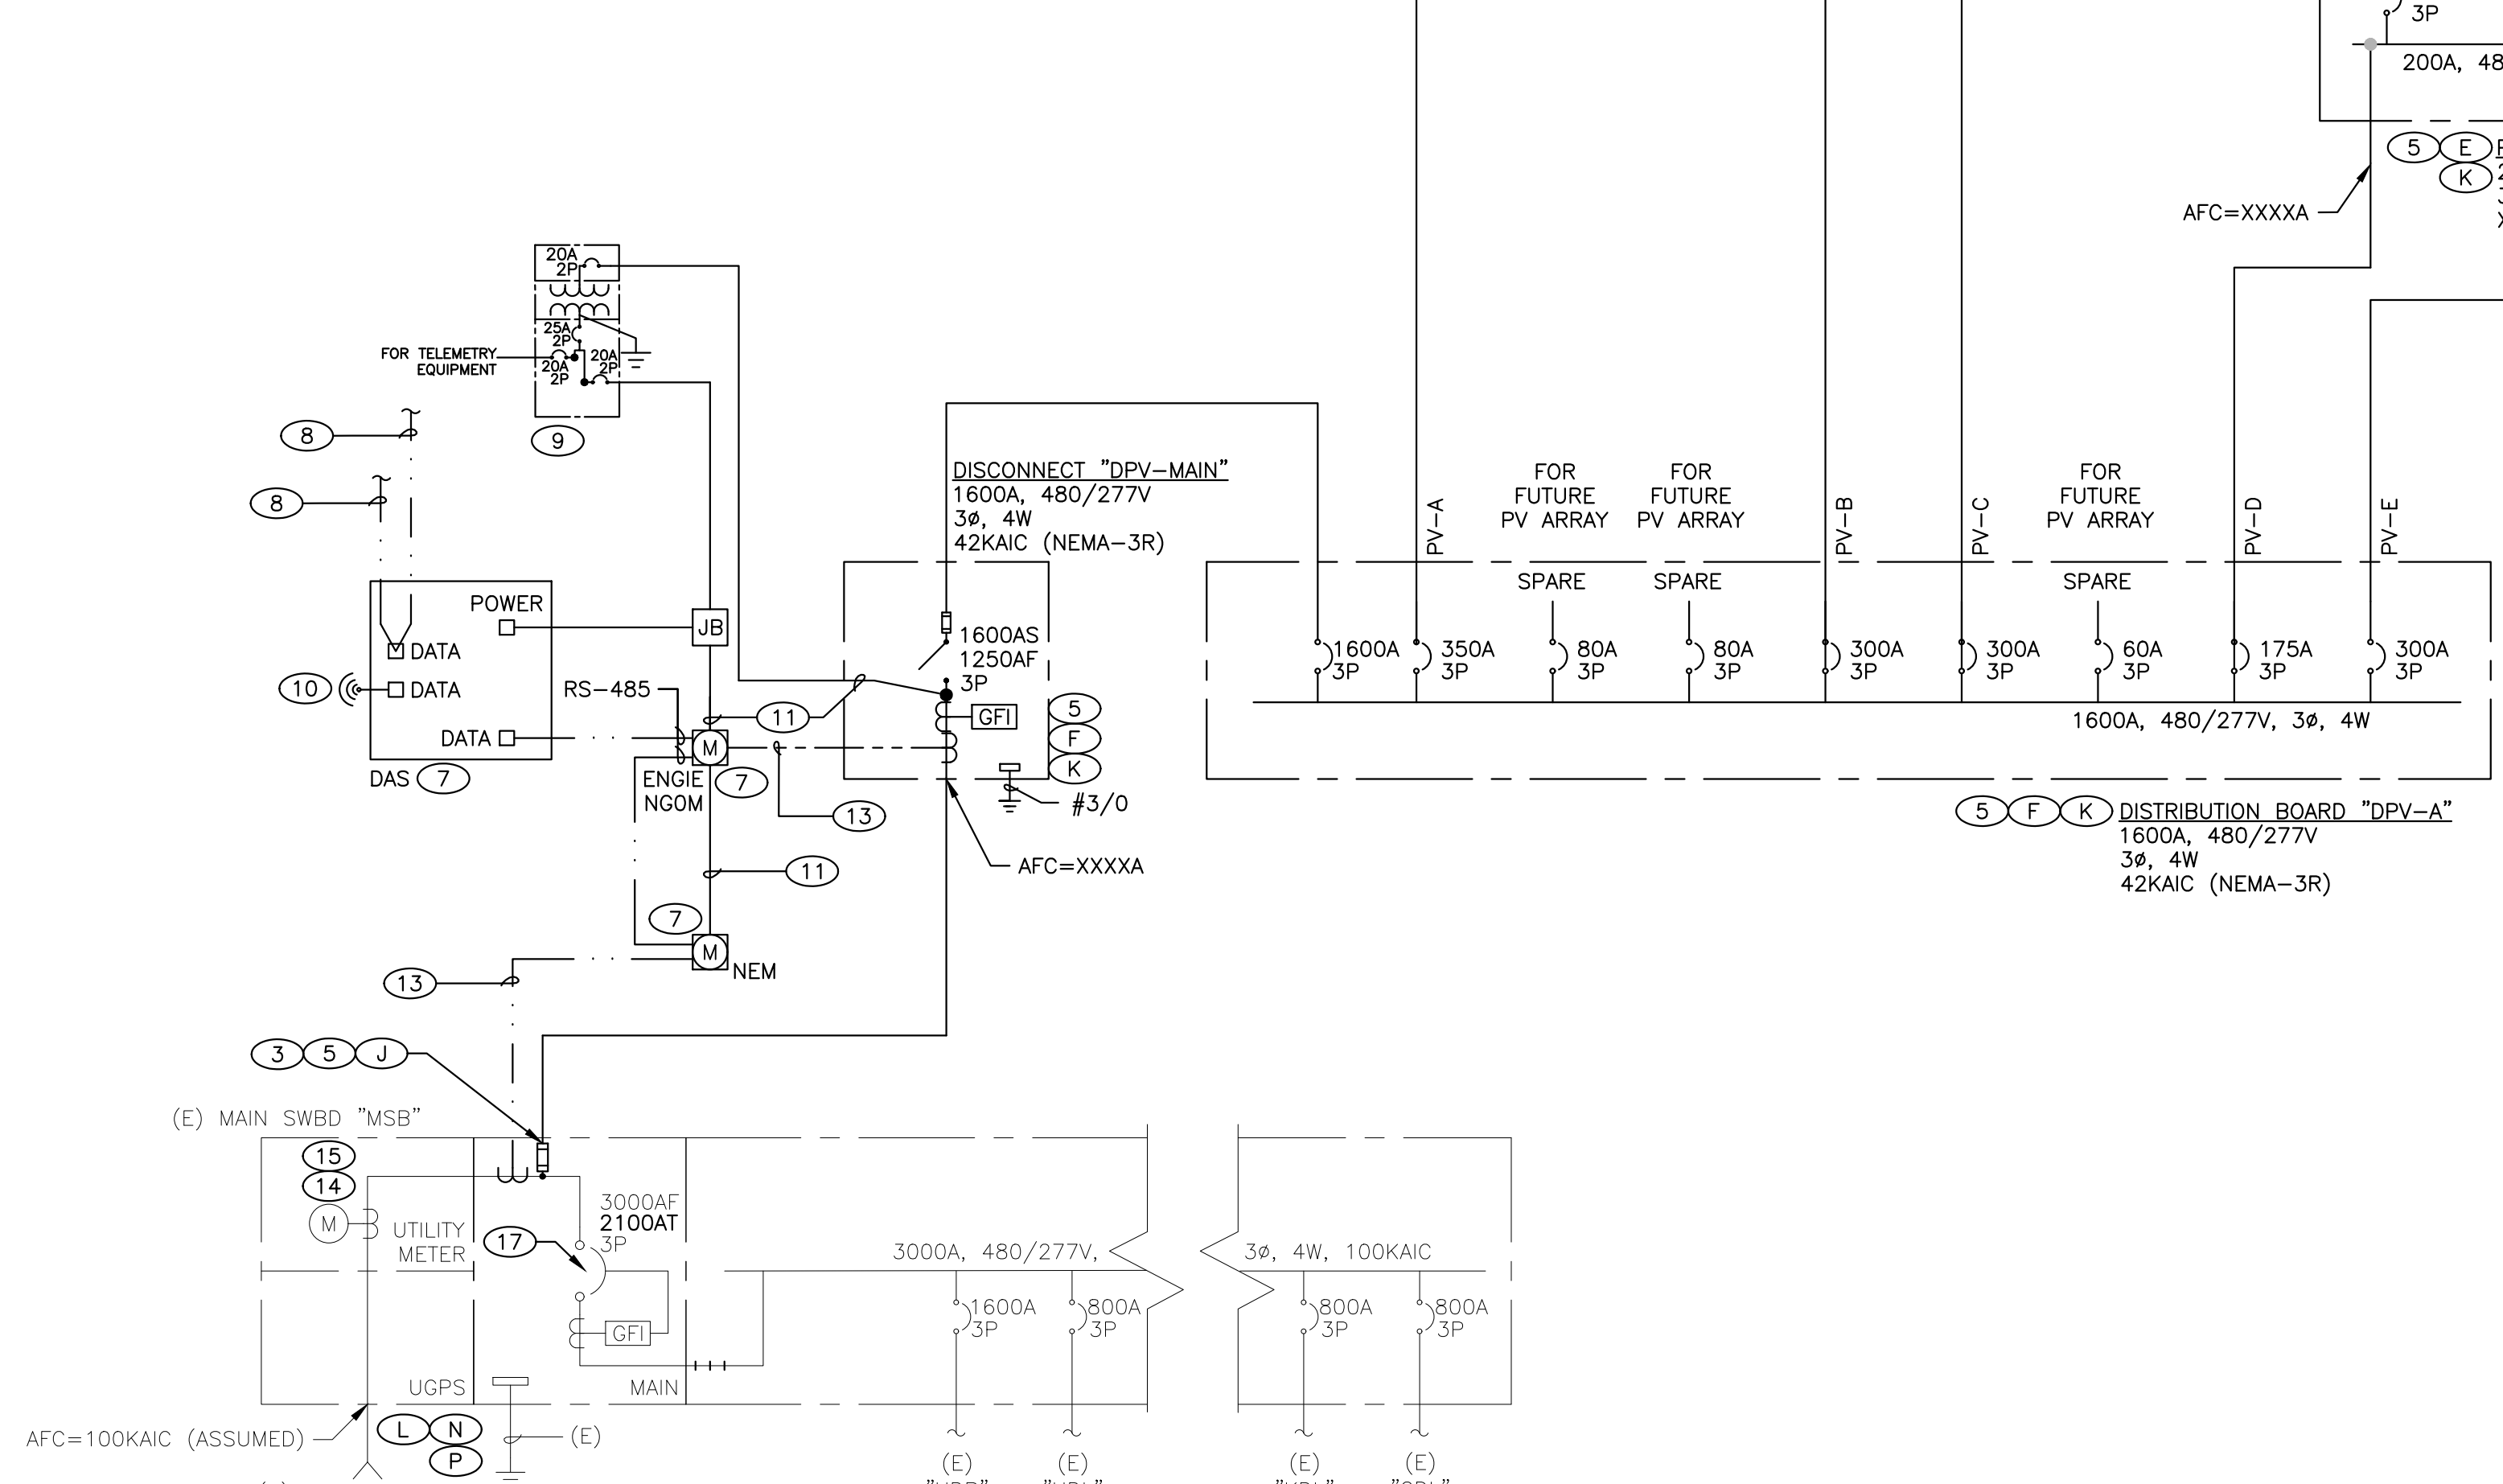 3P
200A, 48
5
E
K
AFC=XXXXA
20A
2P
25A
2P
20A
2P
20A
2P
FOR TELEMETRY
EQUIPMENT
9
8
8
DISCONNECT "DPV-MAIN"
1600A, 480/277V
3ø, 4W
42KAIC (NEMA-3R)
PV-A
FOR
FUTURE
PV ARRAY
FOR
FUTURE
PV ARRAY
PV-B
PV-C
FOR
FUTURE
PV ARRAY
PV-D
PV-E
SPARE
SPARE
SPARE
1600A
3P
350A
3P
80A
3P
80A
3P
300A
3P
300A
3P
60A
3P
175A
3P
300A
3P
1600A, 480/277V, 3ø, 4W
5
F
K
DISTRIBUTION BOARD "DPV-A"
1600A, 480/277V
3ø, 4W
42KAIC (NEMA-3R)
POWER
DATA
DATA
DATA
10
DAS
7
JB
RS-485
11
M
ENGIE
NGOM
7
13
1600AS
1250AF
3P
GFI
5
F
K
#3/0
AFC=XXXXA
11
7
M
NEM
13
3
5
J
(E) MAIN SWBD "MSB"
15
14
M
UTILITY
METER
17
3000AF
2100AT
3P
GFI
UGPS
MAIN
3000A, 480/277V,
3ø, 4W, 100KAIC
1600A
3P
800A
3P
800A
3P
800A
3P
AFC=100KAIC (ASSUMED)
L
N
P
(E)
(E)
(E)
(E)
(E)